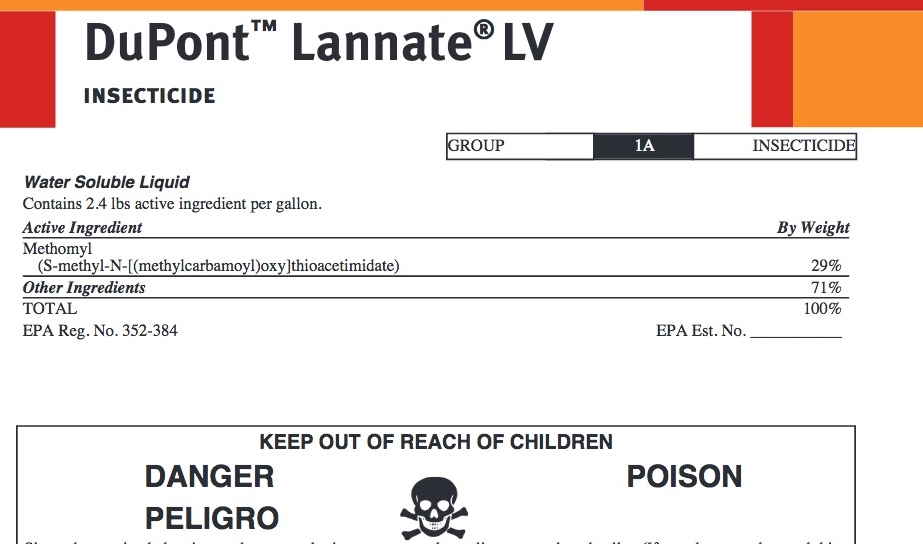 DuPont™ Lannate® LV
INSECTICIDE
GROUP 1A INSECTICIDE
Water Soluble Liquid
Contains 2.4 lbs active ingredient per gallon.
Active Ingredient By Weight
Methomyl
(S-methyl-N-[(methylcarbamoyl)oxy]thioacetimidate) 29%
Other Ingredients 71%
TOTAL 100%
EPA Reg. No. 352-384 EPA Est. No. ___________
KEEP OUT OF REACH OF CHILDREN
DANGER POISON
PELIGRO